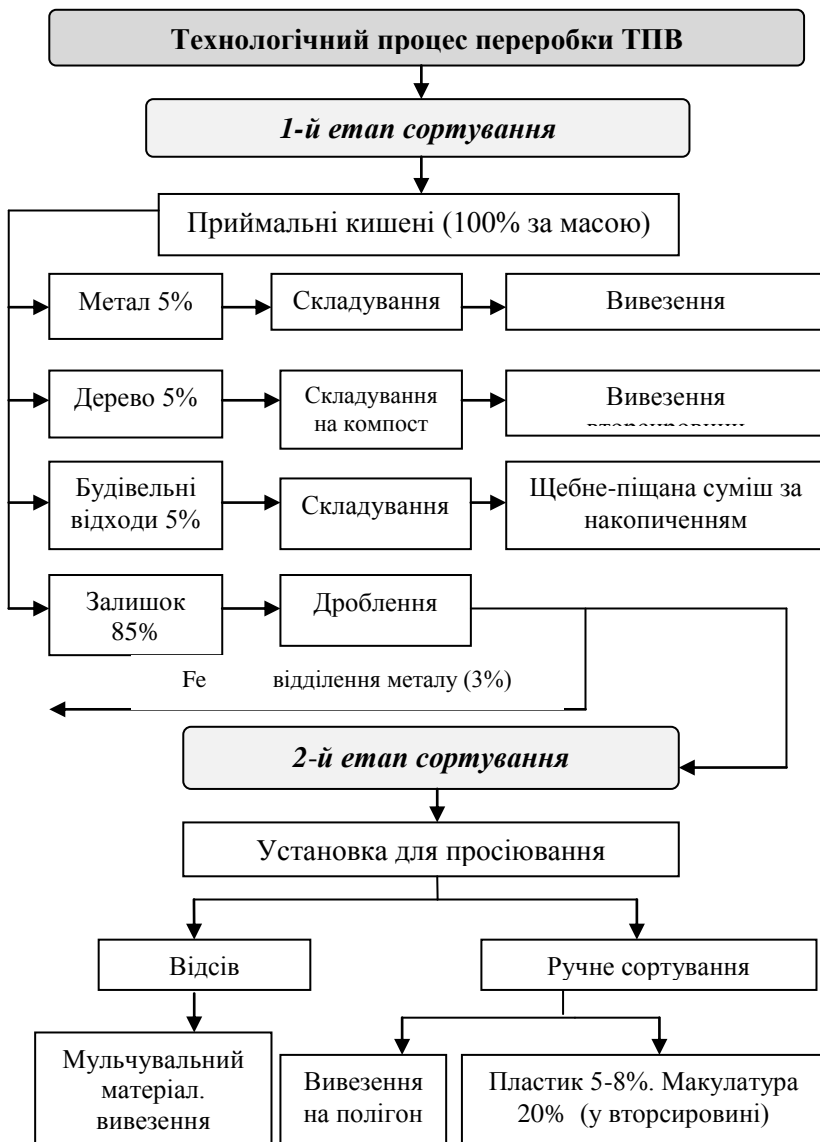 Технологічний процес переробки ТПВ
1-й етап сортування
Приймальні кишені (100% за масою)
Метал 5%
Складування
Вивезення
Дерево 5%
Складування
на компост
Вивезення
Будівельні
відходи 5%
Складування
Щебне-піщана суміш за
накопиченням
Залишок
85%
Дроблення
Fe відділення металу (3%)
2-й етап сортування
Установка для просіювання
Відсів
Ручне сортування
Мульчувальний
матеріал.
вивезення
Вивезення
на полігон
Пластик 5-8%. Макулатура
20% (у вторсировині)